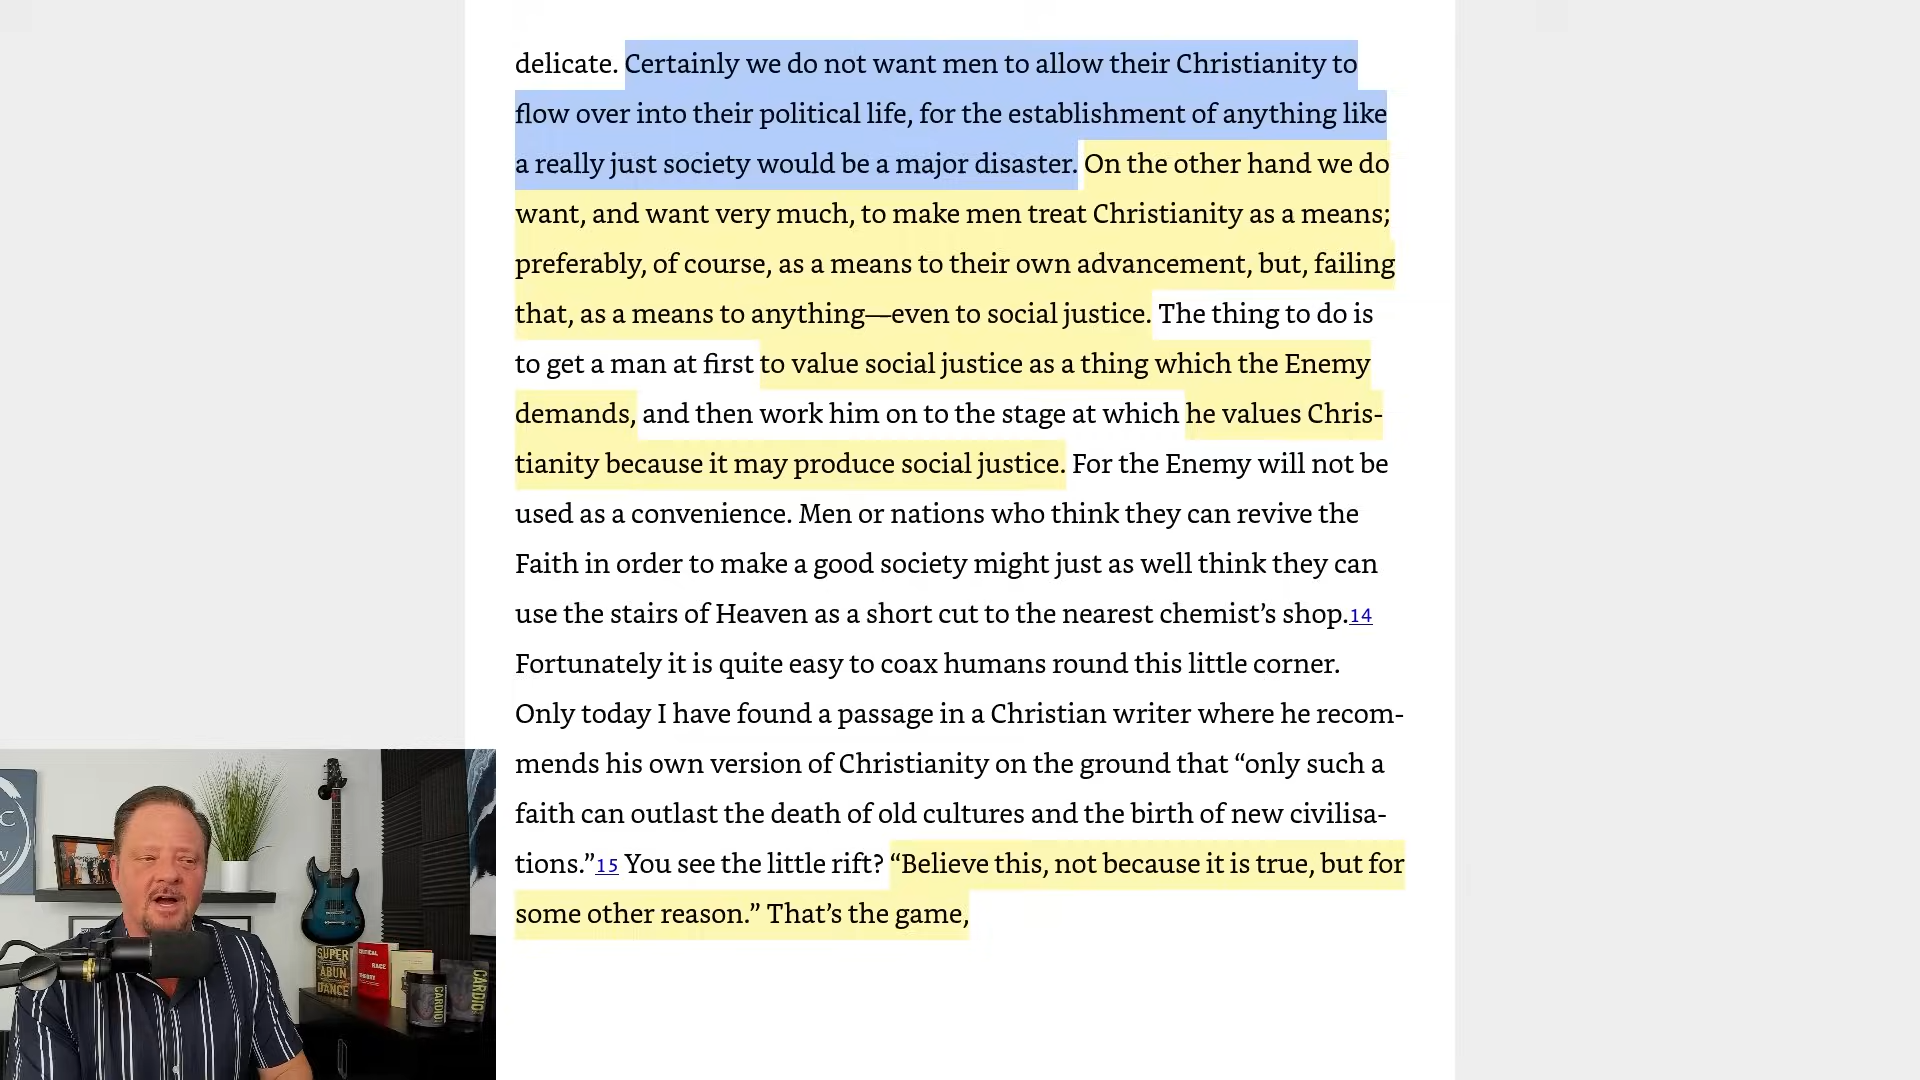 delicate. Certainly we do not want men to allow their Christianity to
flow over into their political life, for the establishment of anything like
a really just society would be a major disaster. On the other hand we do
want, and want very much, to make men treat Christianity as a means;
preferably, of course, as a means to their own advancement, but, failing
that, as a means to anything—even to social justice. The thing to do is
to get a man at first to value social justice as a thing which the Enemy
demands, and then work him on to the stage at which he values Chris-
tianity because it may produce social justice. For the Enemy will not be
used as a convenience. Men or nations who think they can revive the
Faith in order to make a good society might just as well think they can
use the stairs of Heaven as a short cut to the nearest chemist’s shop.14
Fortunately it is quite easy to coax humans round this little corner.
Only today I have found a passage in a Christian writer where he recom-
mends his own version of Christianity on the ground that “only such a
faith can outlast the death of old cultures and the birth of new civilisa-
tions.”15 You see the little rift? “Believe this, not because it is true, but for
some other reason.” That’s the game,
C
W
SUPER
ABUN
DANCE
CRITICAL
RACE
THEORY
CARDIO
CARDIO